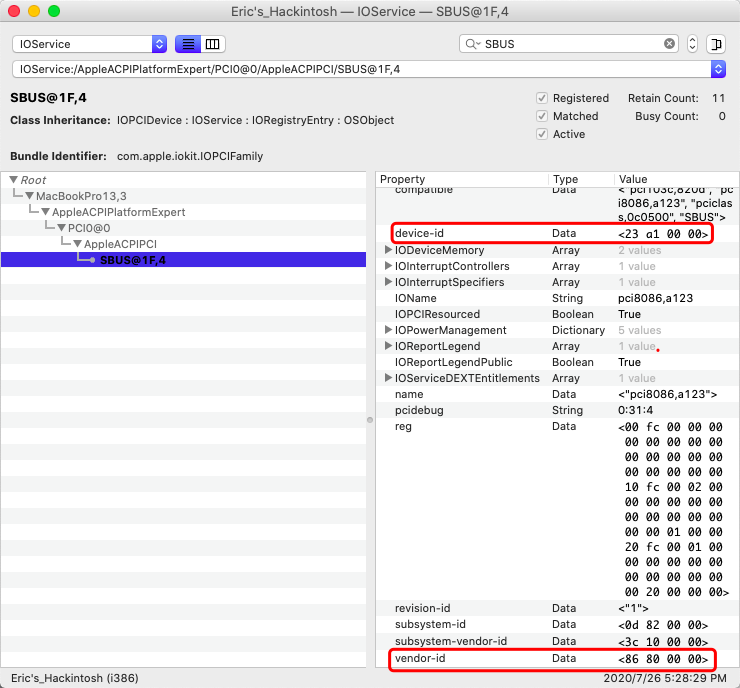 Eric's_Hackintosh — IOService — SBUS@1F,4
IOService
SBUS
IOService:/AppleACPIPlatformExpert/PCI0@0/AppleACPIPCI/SBUS@1F,4
SBUS@1F,4
Registered Retain Count: 11
Class Inheritance: IOPCIDevice : IOService : IORegistryEntry : OSObject
Matched Busy Count: 0
Active
Bundle Identifier: com.apple.iokit.IOPCIFamily
Root
MacBookPro13,3
AppleACPIPlatformExpert
PCI0@0
AppleACPIPCI
SBUS@1F,4
Property Type Value
compatible Data <"pci103c,820d", "pc
i8086,a123", "pciclas
s,0c0500", "SBUS">
device-id Data <23 a1 00 00>
IODeviceMemory Array 2 values
IOInterruptControllers Array 1 value
IOInterruptSpecifiers Array 1 value
IOName String pci8086,a123
IOPCIResourced Boolean True
IOPowerManagement Dictionary 5 values
IOReportLegend Array 1 value
IOReportLegendPublic Boolean True
IOServiceDEXTEntitlements Array 1 value
name Data <"pci8086,a123">
pcidebug String 0:31:4
reg Data <00 fc 00 00 00
00 00 00 00 00
00 00 00 00 00
00 00 00 00 00
10 fc 00 02 00
00 00 00 00 00
00 00 00 00 00
00 00 01 00 00
20 fc 00 01 00
00 00 00 00 00
00 00 00 00 00
00 20 00 00 00>
revision-id Data <"1">
subsystem-id Data <0d 82 00 00>
subsystem-vendor-id Data <3c 10 00 00>
vendor-id Data <86 80 00 00>
Eric's_Hackintosh (i386) 2020/7/26 5:28:29 PM